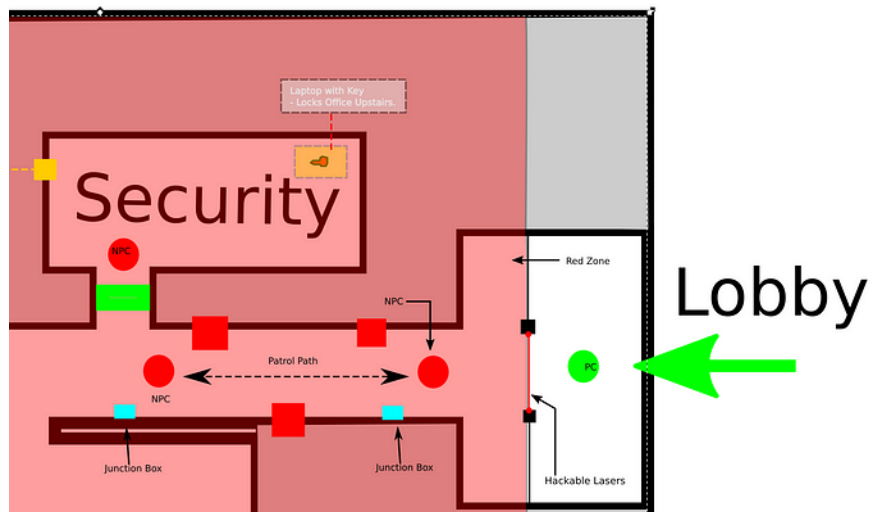 Laptop with Key
- Locks Office Upstairs.
Security
NPC
Red Zone
Lobby
NPC
Patrol Path
PC
NPC
Junction Box
Junction Box
Hackable Lasers